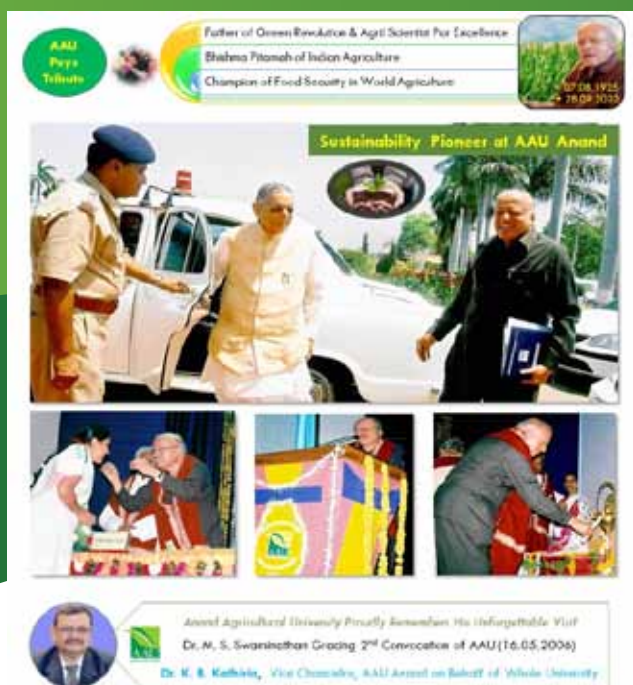 AAU
Pays
Tribute
Father of Green Revolution & Agri Scientist Par Excellence
Bhishma Pitamah of Indian Agriculture
Champion of Food Security in World Agriculture
07.08.1925
28.09.2023
Sustainability Pioneer at AAU Anand
Anand Agricultural University Proudly Remembers His Unforgettable Visit
Dr. M. S. Swaminathan Gracing 2nd Convocation of AAU (16.05.2006)
Dr. K. B. Kathiria, Vice Chancellor, AAU Anand on Behalf of Whole University